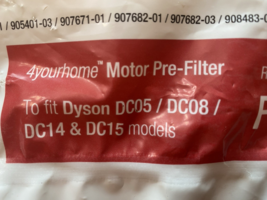 905401-03 / 907671-01 / 907682-01 / 907682-03 / 908483-0
4yourhome™ Motor Pre-Filter
To fit Dyson DC05 / DC08 /
DC14 & DC15 models